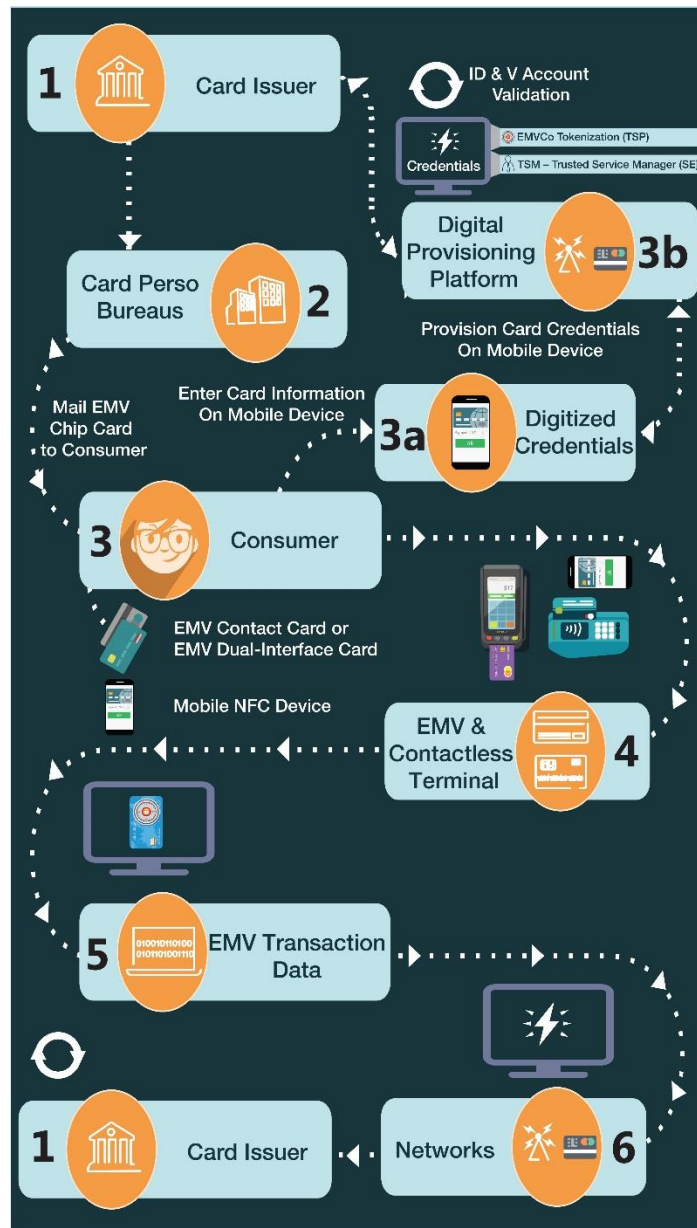 1
Card Issuer
ID & V Account
Validation
Credentials
EMVCo Tokenization (TSP)
TSM – Trusted Service Manager (SE)
Digital
Provisioning
Platform
3b
Card Perso
Bureaus
2
Provision Card Credentials
On Mobile Device
Mail EMV
Chip Card
to Consumer
Enter Card Information
On Mobile Device
3a
Digitized
Credentials
3
Consumer
$17
EMV Contact Card or
EMV Dual-Interface Card
Mobile NFC Device
EMV &
Contactless
Terminal
4
5
010010110100
0101101001110
EMV Transaction
Data
1
Card Issuer
Networks
6